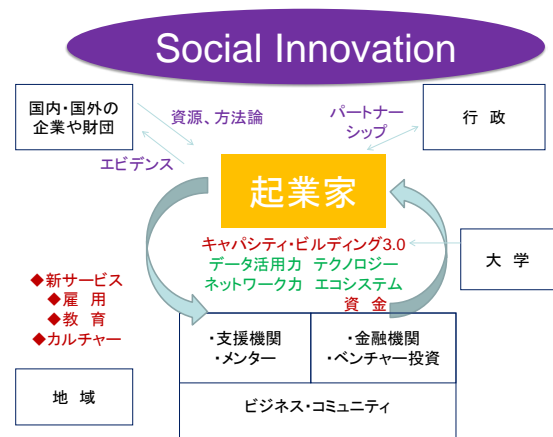 Social Innovation
国内・国外の
企業や財団
資源、方法論
エビデンス
パートナー
シップ
行 政
起業家
キャパシティ・ビルディング3.0
データ活用力 テクノロジー
ネットワーク力 エコシステム
資 金
大 学
◆新サービス
◆雇 用
◆教 育
◆カルチャー
・支援機関
・メンター
・金融機関
・ベンチャー投資
ビジネス・コミュニティ
地 域